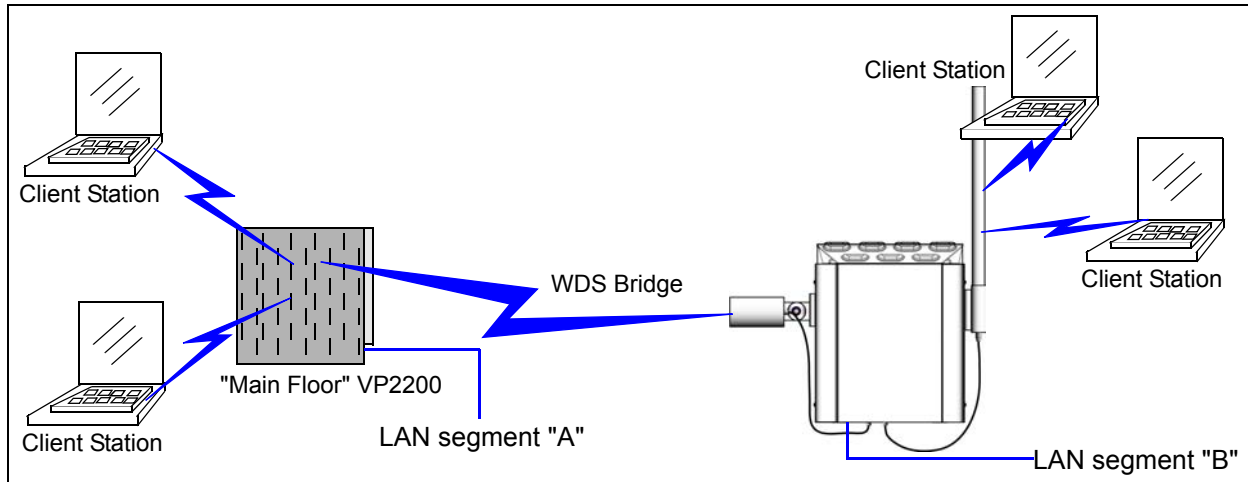 Client Station
Client Station
WDS Bridge
Client Station
"Main Floor" VP2200
Client Station
LAN segment "A"
LAN segment "B"